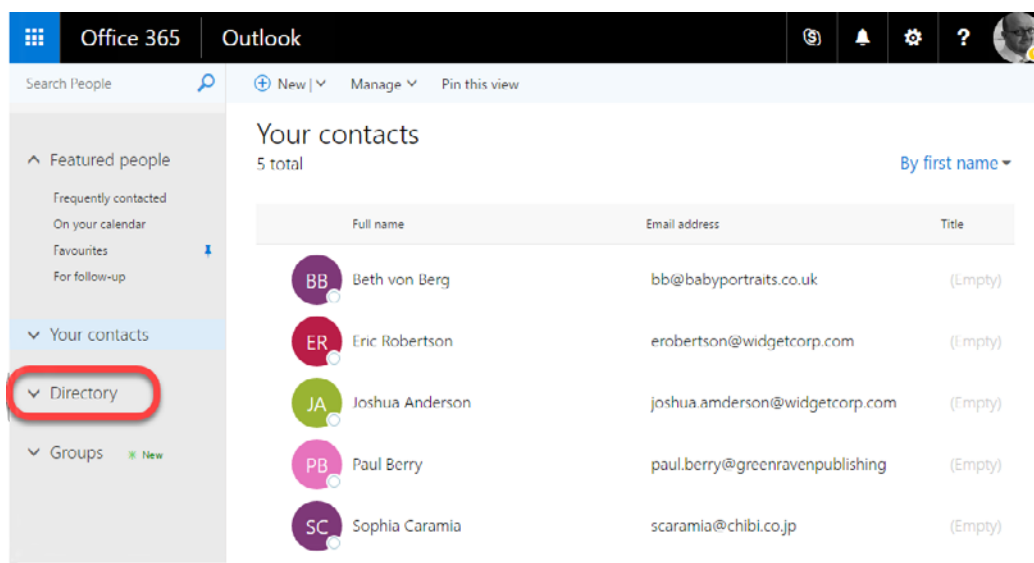 Office 365 Outlook ?
Search People New | Manage Pin this view
Your contacts
5 total
By first name
Featured people
Frequently contacted
On your calendar
Favourites
For follow-up
Your contacts
Directory
Groups New
Full name Email address Title
BB Beth von Berg bb@babyportraits.co.uk (Empty)
ER Eric Robertson erobertson@widgetcorp.com (Empty)
JA Joshua Anderson joshua.amderson@widgetcorp.com (Empty)
PB Paul Berry paul.berry@greenravenpublishing (Empty)
SC Sophia Caramia scaramia@chibi.co.jp (Empty)